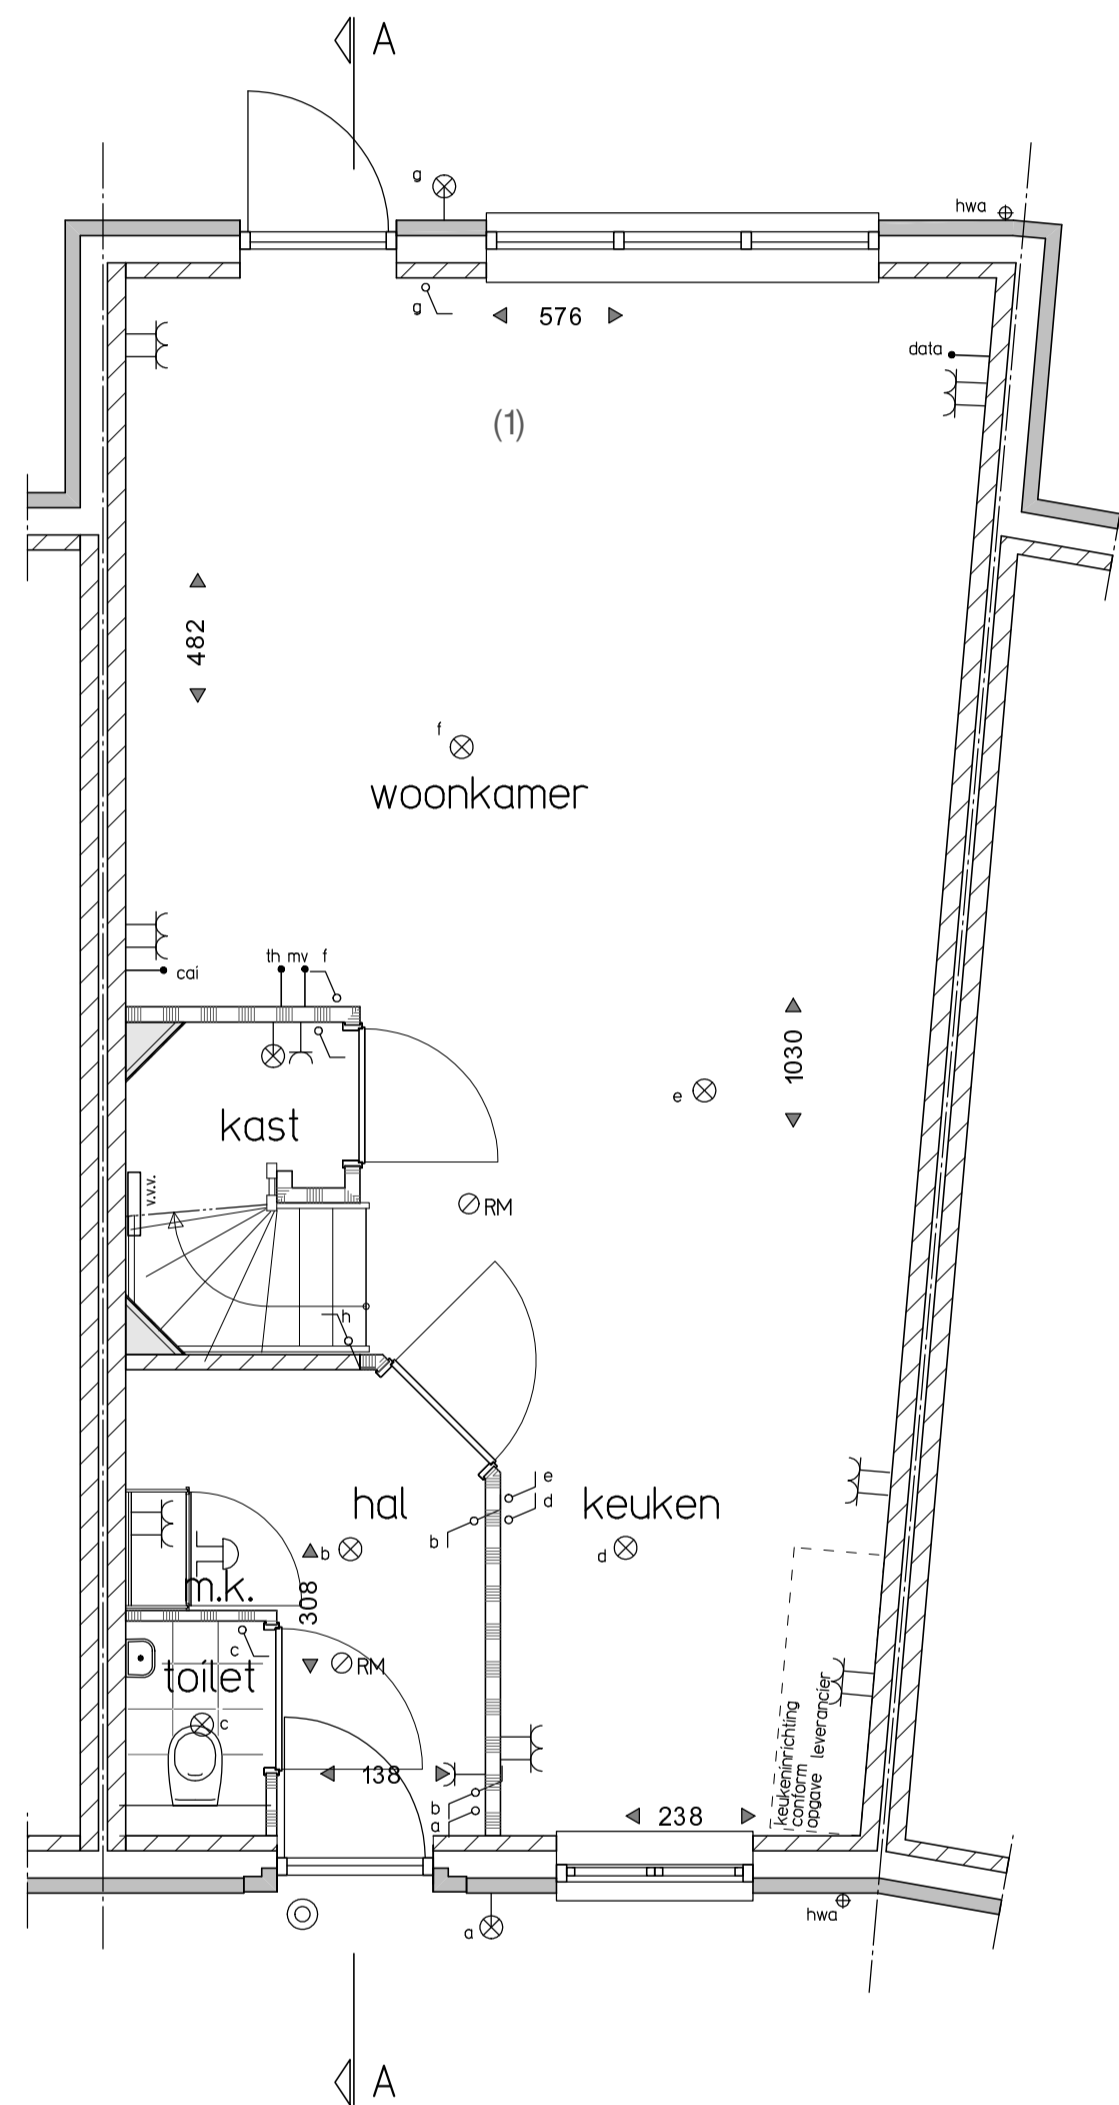 A
g
hwa
g
576
data
(1)
482
f
woonkamer
cai
th mv f
1030
e
kast
v.v.v.
RM
h
e
d
hal
keuken
b
b
d
m.k.
308
c
toilet
RM
c
keukeninrichting
conform
opgave leverancier
138
b
a
238
a
hwa
A